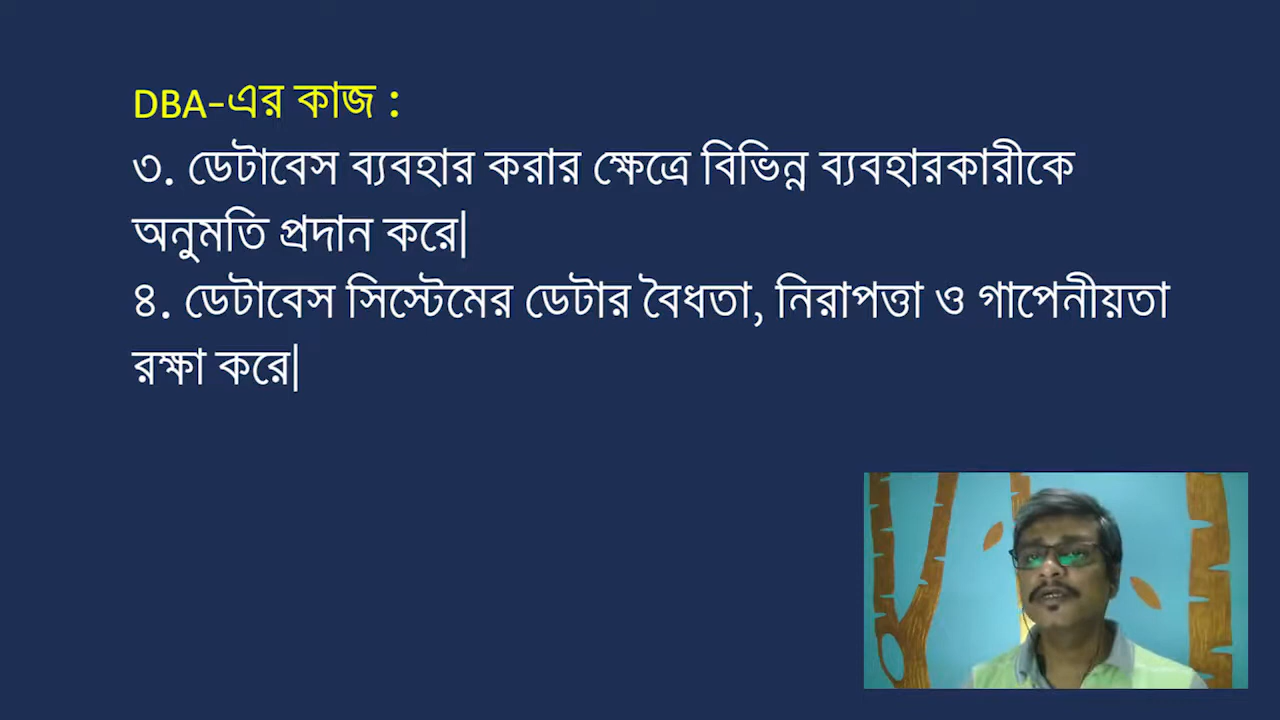 DBA-এর কাজ :
৩. ডেটাবেস ব্যবহার করার ক্ষেত্রে বিভিন্ন ব্যবহারকারীকে
অনুমতি প্রদান করে|
৪. ডেটাবেস সিস্টেমের ডেটার বৈধতা, নিরাপত্তা ও গাপেনীয়তা
রক্ষা করে|